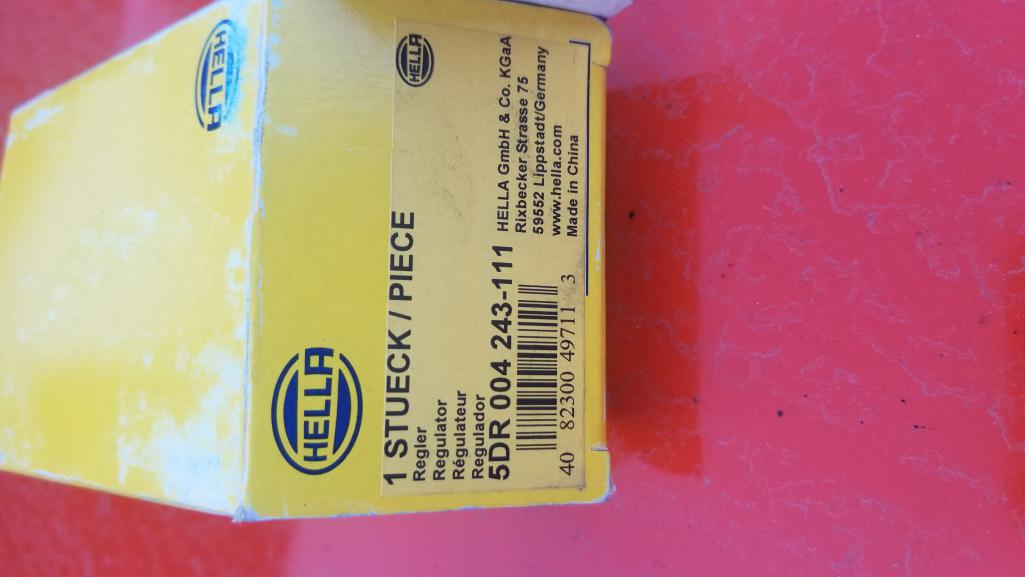 HELLA
HELLA
HELLA
1 STUECK / PIECE
Regler
Regulator
Régulateur
Regulador
5DR 004 243-111
HELLA GmbH & Co. KGaA
Rixbecker Strasse 75
59552 Lippstadt/Germany
www.hella.com
Made in China
40 82300 49711 3